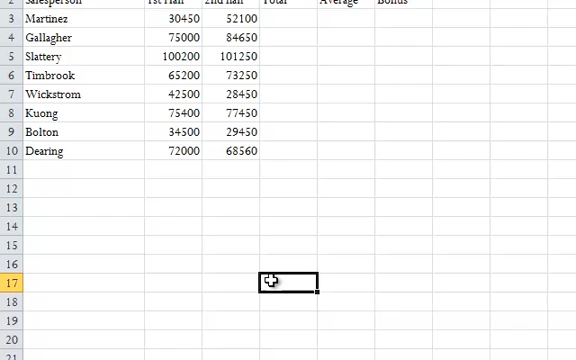 2 Salesperson 1st Half 2nd half Total Average Bonus
3 Martinez 30450 52100
4 Gallagher 75000 84650
5 Slattery 100200 101250
6 Timbrook 65200 73250
7 Wickstrom 42500 28450
8 Kuong 75400 77450
9 Bolton 34500 29450
10 Dearing 72000 68560
11
12
13
14
15
16
17
18
19
20
21